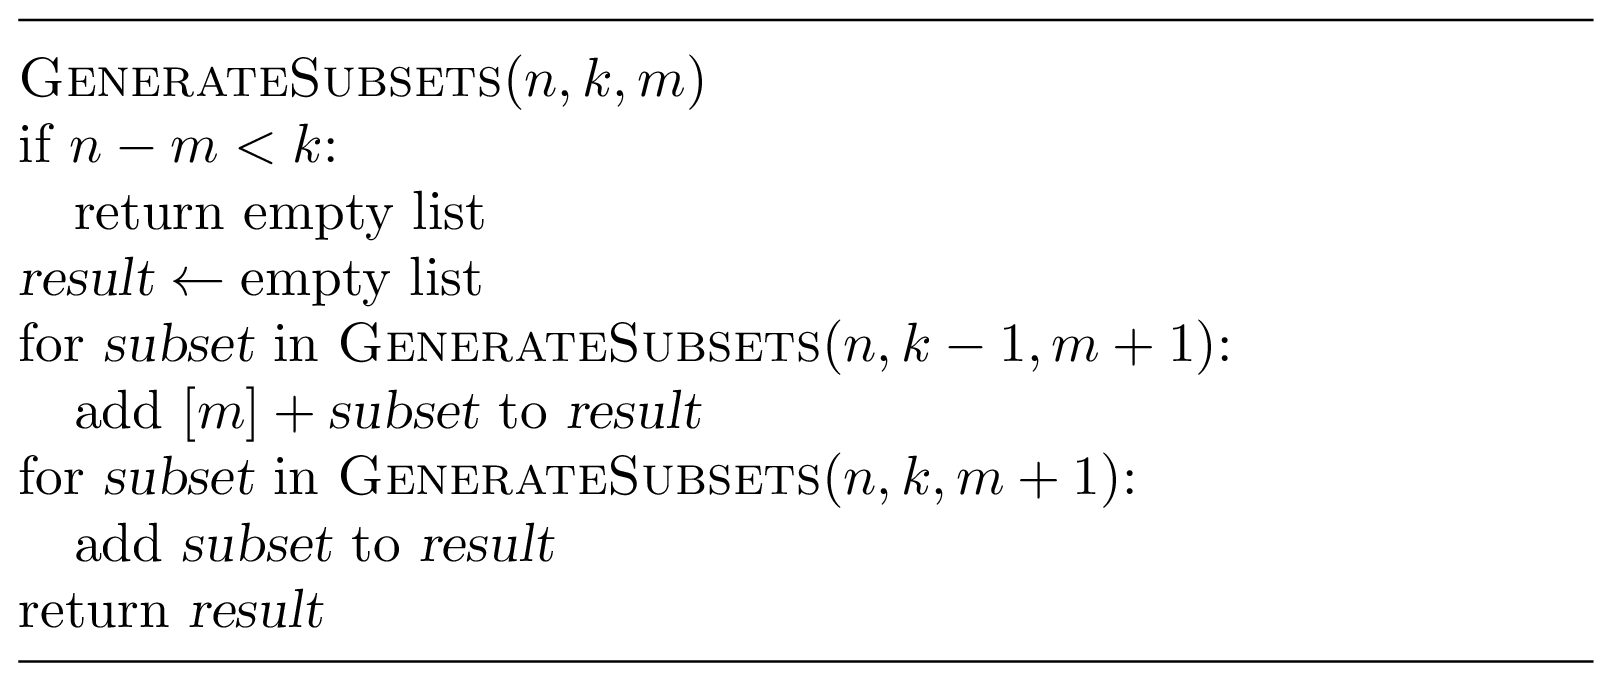 GENERATESUBSETS(n, k, m)
if n − m < k:
return empty list
result ← empty list
for subset in GENERATESUBSETS(n, k − 1, m + 1):
add [m] + subset to result
for subset in GENERATESUBSETS(n, k, m + 1):
add subset to result
return result